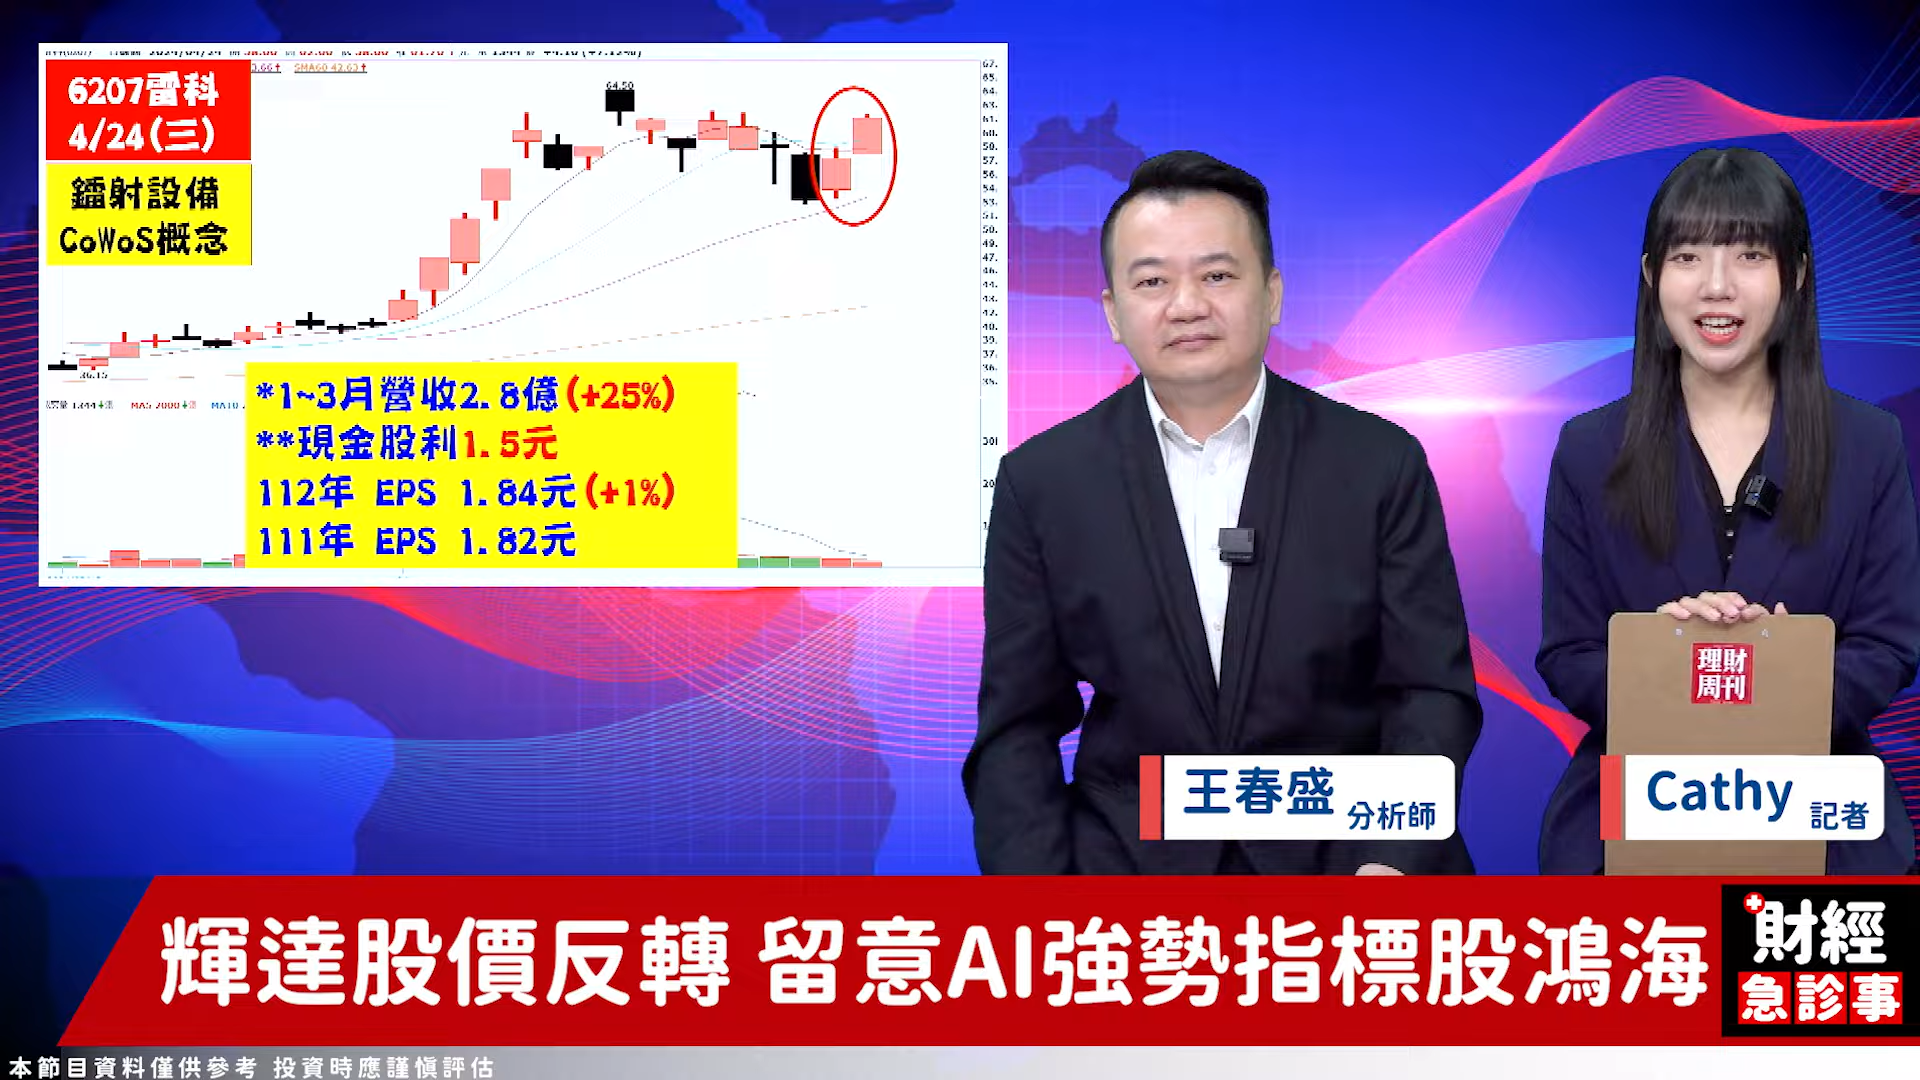 6207雷科
4/24(三)
鐳射設備
CoWoS概念
SMA60 42.63
64.50
36.15
*1~3月營收2.8億(+25%)
**現金股利1.5元
112年 EPS 1.84元(+1%)
111年 EPS 1.82元
理財
周刊
王春盛 分析師
Cathy 記者
輝達股價反轉 留意AI強勢指標股鴻海
財經
急診事
本節目資料僅供參考 投資時應謹慎評估